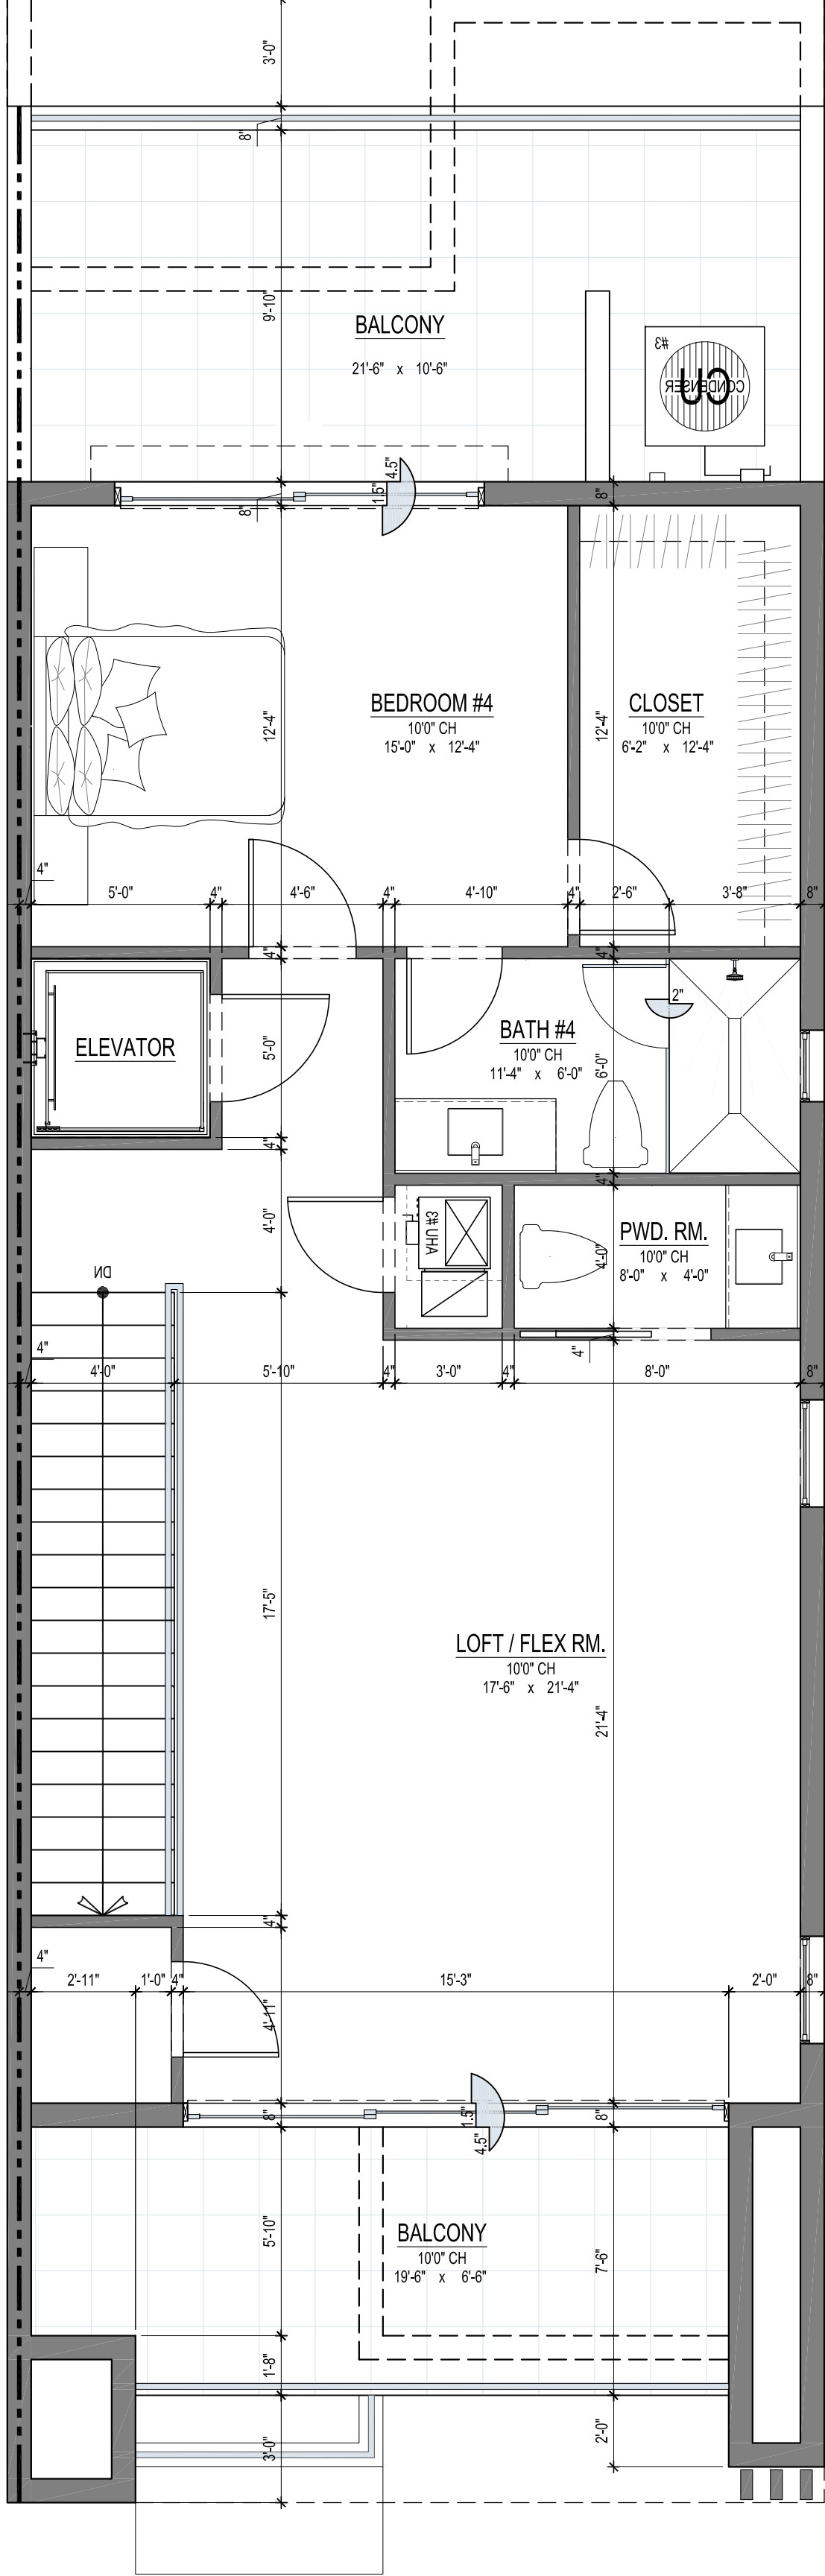 3'-0"
8"
9'-10"
BALCONY
21'-6" x 10'-6"
#3
CU
CONDENSER
4.5"
1.5"
8"
8"
BEDROOM #4
10'0" CH
15'-0" x 12'-4"
CLOSET
10'0" CH
6'-2" x 12'-4"
12'-4"
12'-4"
4"
5'-0"
4"
4'-6"
4"
4'-10"
4"
2'-6"
3'-8"
8"
4"
4"
ELEVATOR
5'-0"
BATH #4
10'0" CH
11'-4" x 6'-0"
6'-0"
2"
4"
4"
4'-0"
AHU #3
PWD. RM.
10'0" CH
8'-0" x 4'-0"
4'-0"
DN
4"
4"
4'-0"
5'-10"
4"
3'-0"
4"
8'-0"
8"
17'-5"
LOFT / FLEX RM.
10'0" CH
17'-6" x 21'-4"
21'-4"
4"
4"
2'-11"
1'-0"
4"
15'-3"
2'-0"
8"
4'-11"
8"
1.5"
4.5"
8"
5'-10"
BALCONY
10'0" CH
19'-6" x 6'-6"
7'-6"
1'-8"
3'-0"
2'-0"